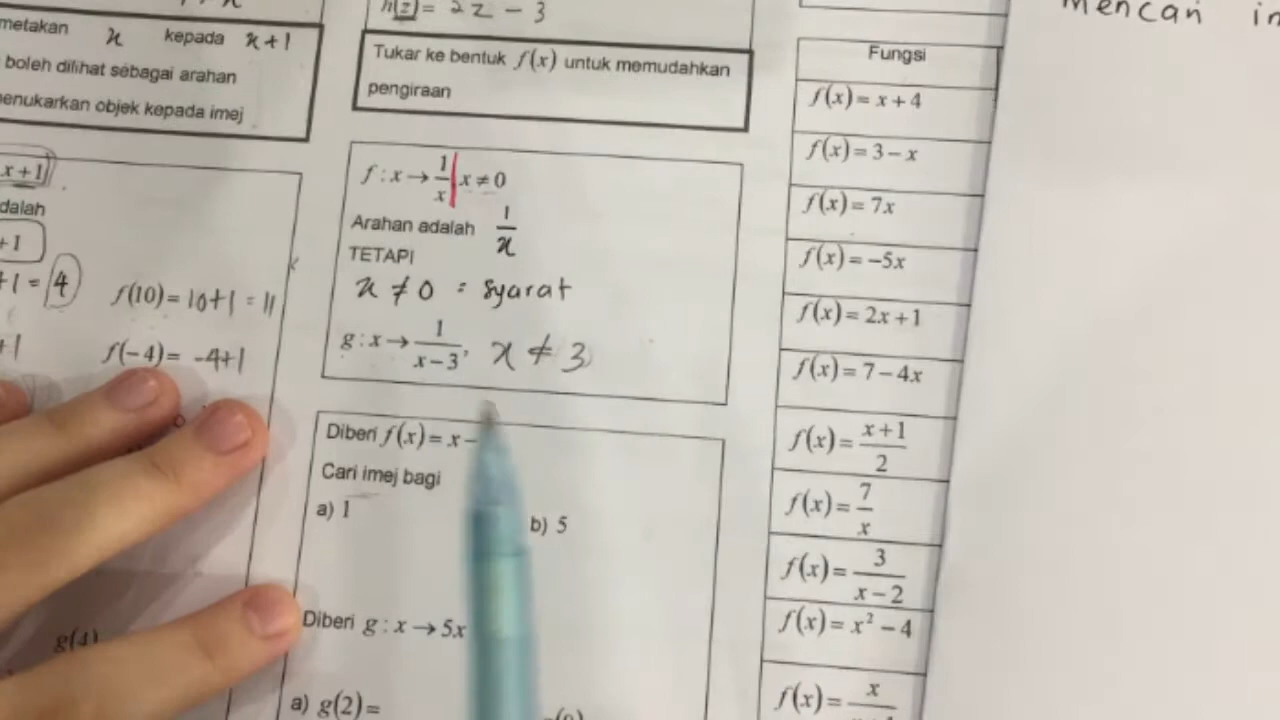 h(z) = 2z - 3
metakan x kepada x+1
boleh dilihat sebagai arahan
menukarkan objek kepada imej
x+1
dalah
+1
+1 = 4
f(10) = 10+1 = 11
+1
f(-4) = -4+1
g(4)
Tukar ke bentuk f(x) untuk memudahkan
pengiraan
f : x → 1/x, x ≠ 0
Arahan adalah 1/x
TETAPI
x ≠ 0 : syarat
g : x → 1/(x-3), x ≠ 3
Diberi f(x) = x -
Cari imej bagi
a) 1
b) 5
Diberi g : x → 5x
a) g(2) =
mencari
Fungsi
f(x) = x + 4
f(x) = 3 - x
f(x) = 7x
f(x) = -5x
f(x) = 2x + 1
f(x) = 7 - 4x
f(x) = (x+1)/2
f(x) = 7/x
f(x) = 3/(x-2)
f(x) = x² - 4
f(x) = x